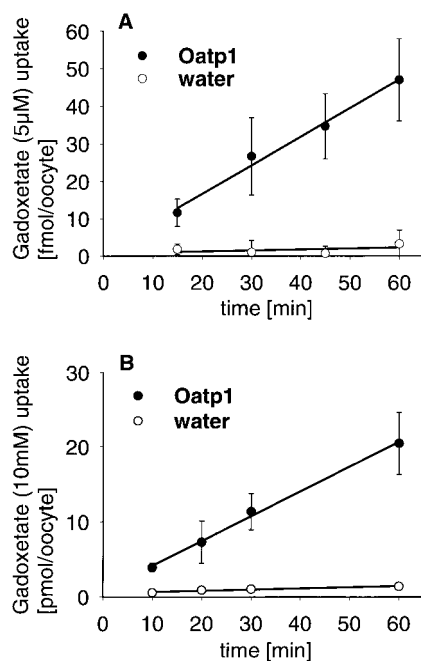 A
Oatp1
water
Gadoxetate (5µM) uptake
[fmol/oocyte]
60
50
40
30
20
10
0
0 10 20 30 40 50 60
time [min]
B
Oatp1
water
Gadoxetate (10mM) uptake
[pmol/oocyte]
30
20
10
0
0 10 20 30 40 50 60
time [min]